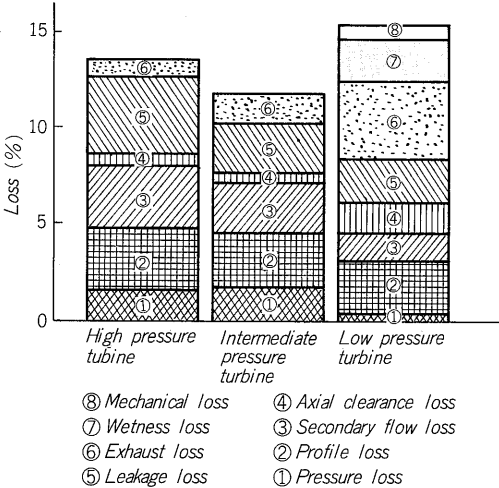 15
10
5
0
Loss (%)
⑥
⑤
④
③
②
①
⑥
⑤
④
③
②
①
⑧
⑦
⑥
⑤
④
③
②
①
High pressure
tubine
Intermediate
pressure
turbine
Low pressure
turbine
⑧ Mechanical loss
⑦ Wetness loss
⑥ Exhaust loss
⑤ Leakage loss
④ Axial clearance loss
③ Secondary flow loss
② Profile loss
① Pressure loss